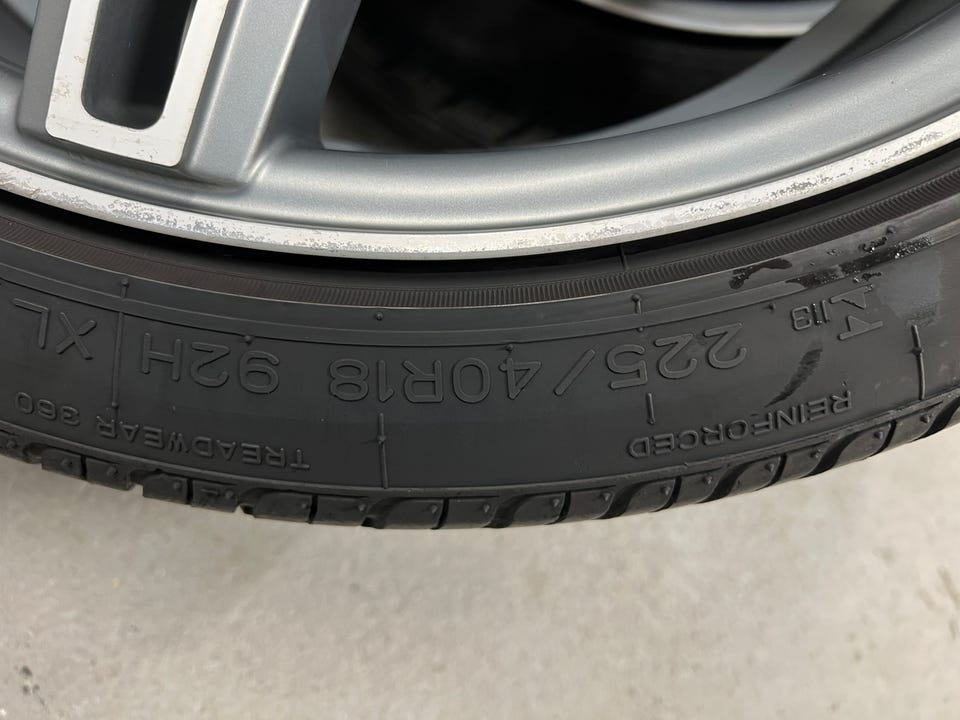 225/40R18 92H XL
REINFORCED
TREADWEAR 360